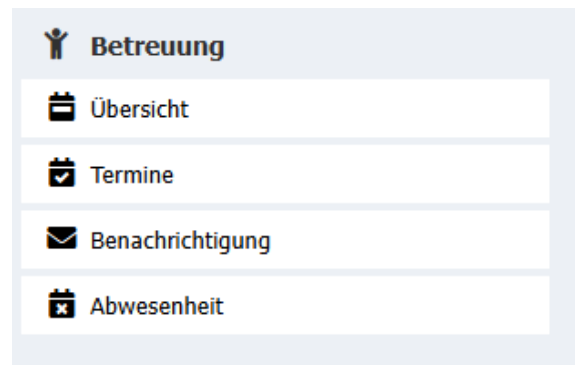 Betreuung
Übersicht
Termine
Benachrichtigung
Abwesenheit